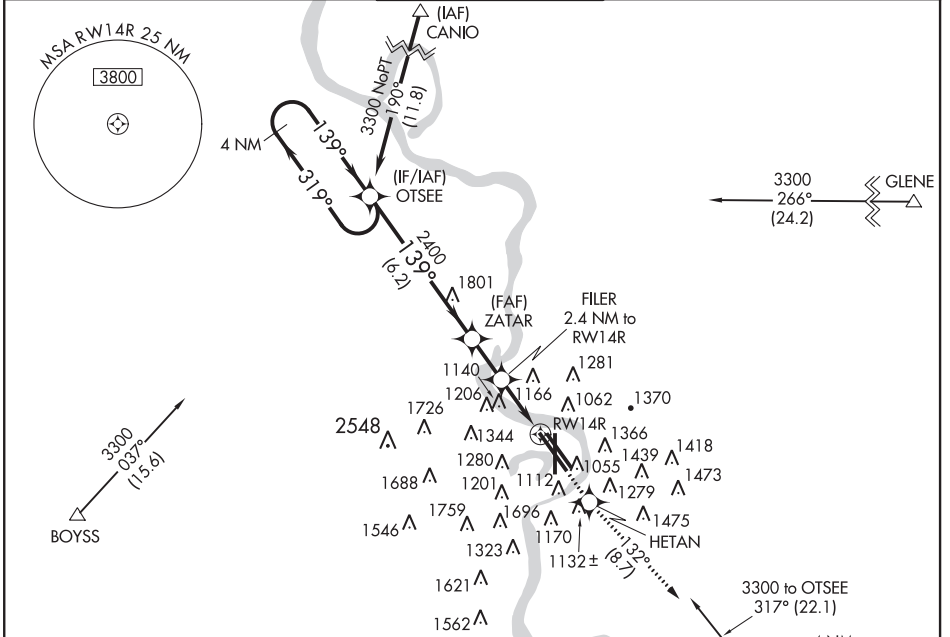 MSA RW14R 25 NM
3800
(IAF)
CANIO
3300 NoPT
190°
(11.8)
4 NM
139°
319°
(IF/IAF)
OTSEE
3300
266°
(24.2)
GLENE
2400
139°
(6.2)
1801
(FAF)
ZATAR
FILER
2.4 NM to
RW14R
1140
1281
1206
1166
1062
1370
1726
2548
1344
RW14R
1366
1418
1280
1055
1439
1688
1201
1112
1473
1279
3300
037°
(15.6)
BOYSS
1546
1759
1696
1170
1475
HETAN
1323
1132±
132°
(8.7)
1621
1562
3300 to OTSEE
317° (22.1)